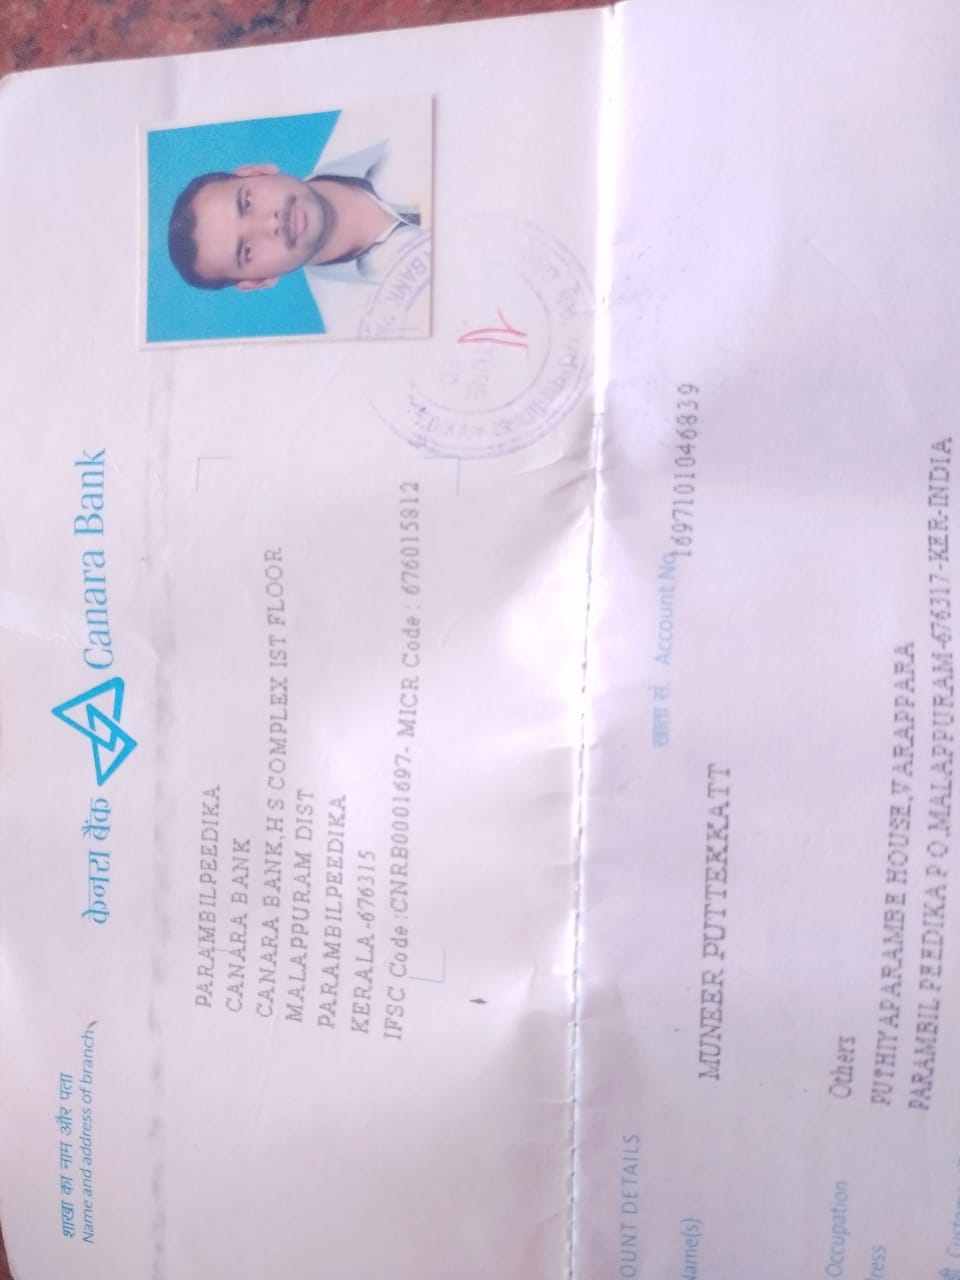 शाखा का नाम और पता
Name and address of branch
केनरा बैंक Canara Bank
PARAMBILPEEDIKA
CANARA BANK
CANARA BANK,H S COMPLEX IST FLOOR
MALAPPURAM DIST
PARAMBILPEEDIKA
KERALA-676315
IFSC Code:CNRB0001697- MICR Code: 676015812
OUNT DETAILS
खाता सं. Account No.
1697101046839
Name(s) MUNEER PUTTEKKATT
Occupation Others
ress PUTHIYAPARAMBE HOUSE,VARAPPARA
PARAMBIL PEEDIKA P O,MALAPPURAM-676317-KER-INDIA